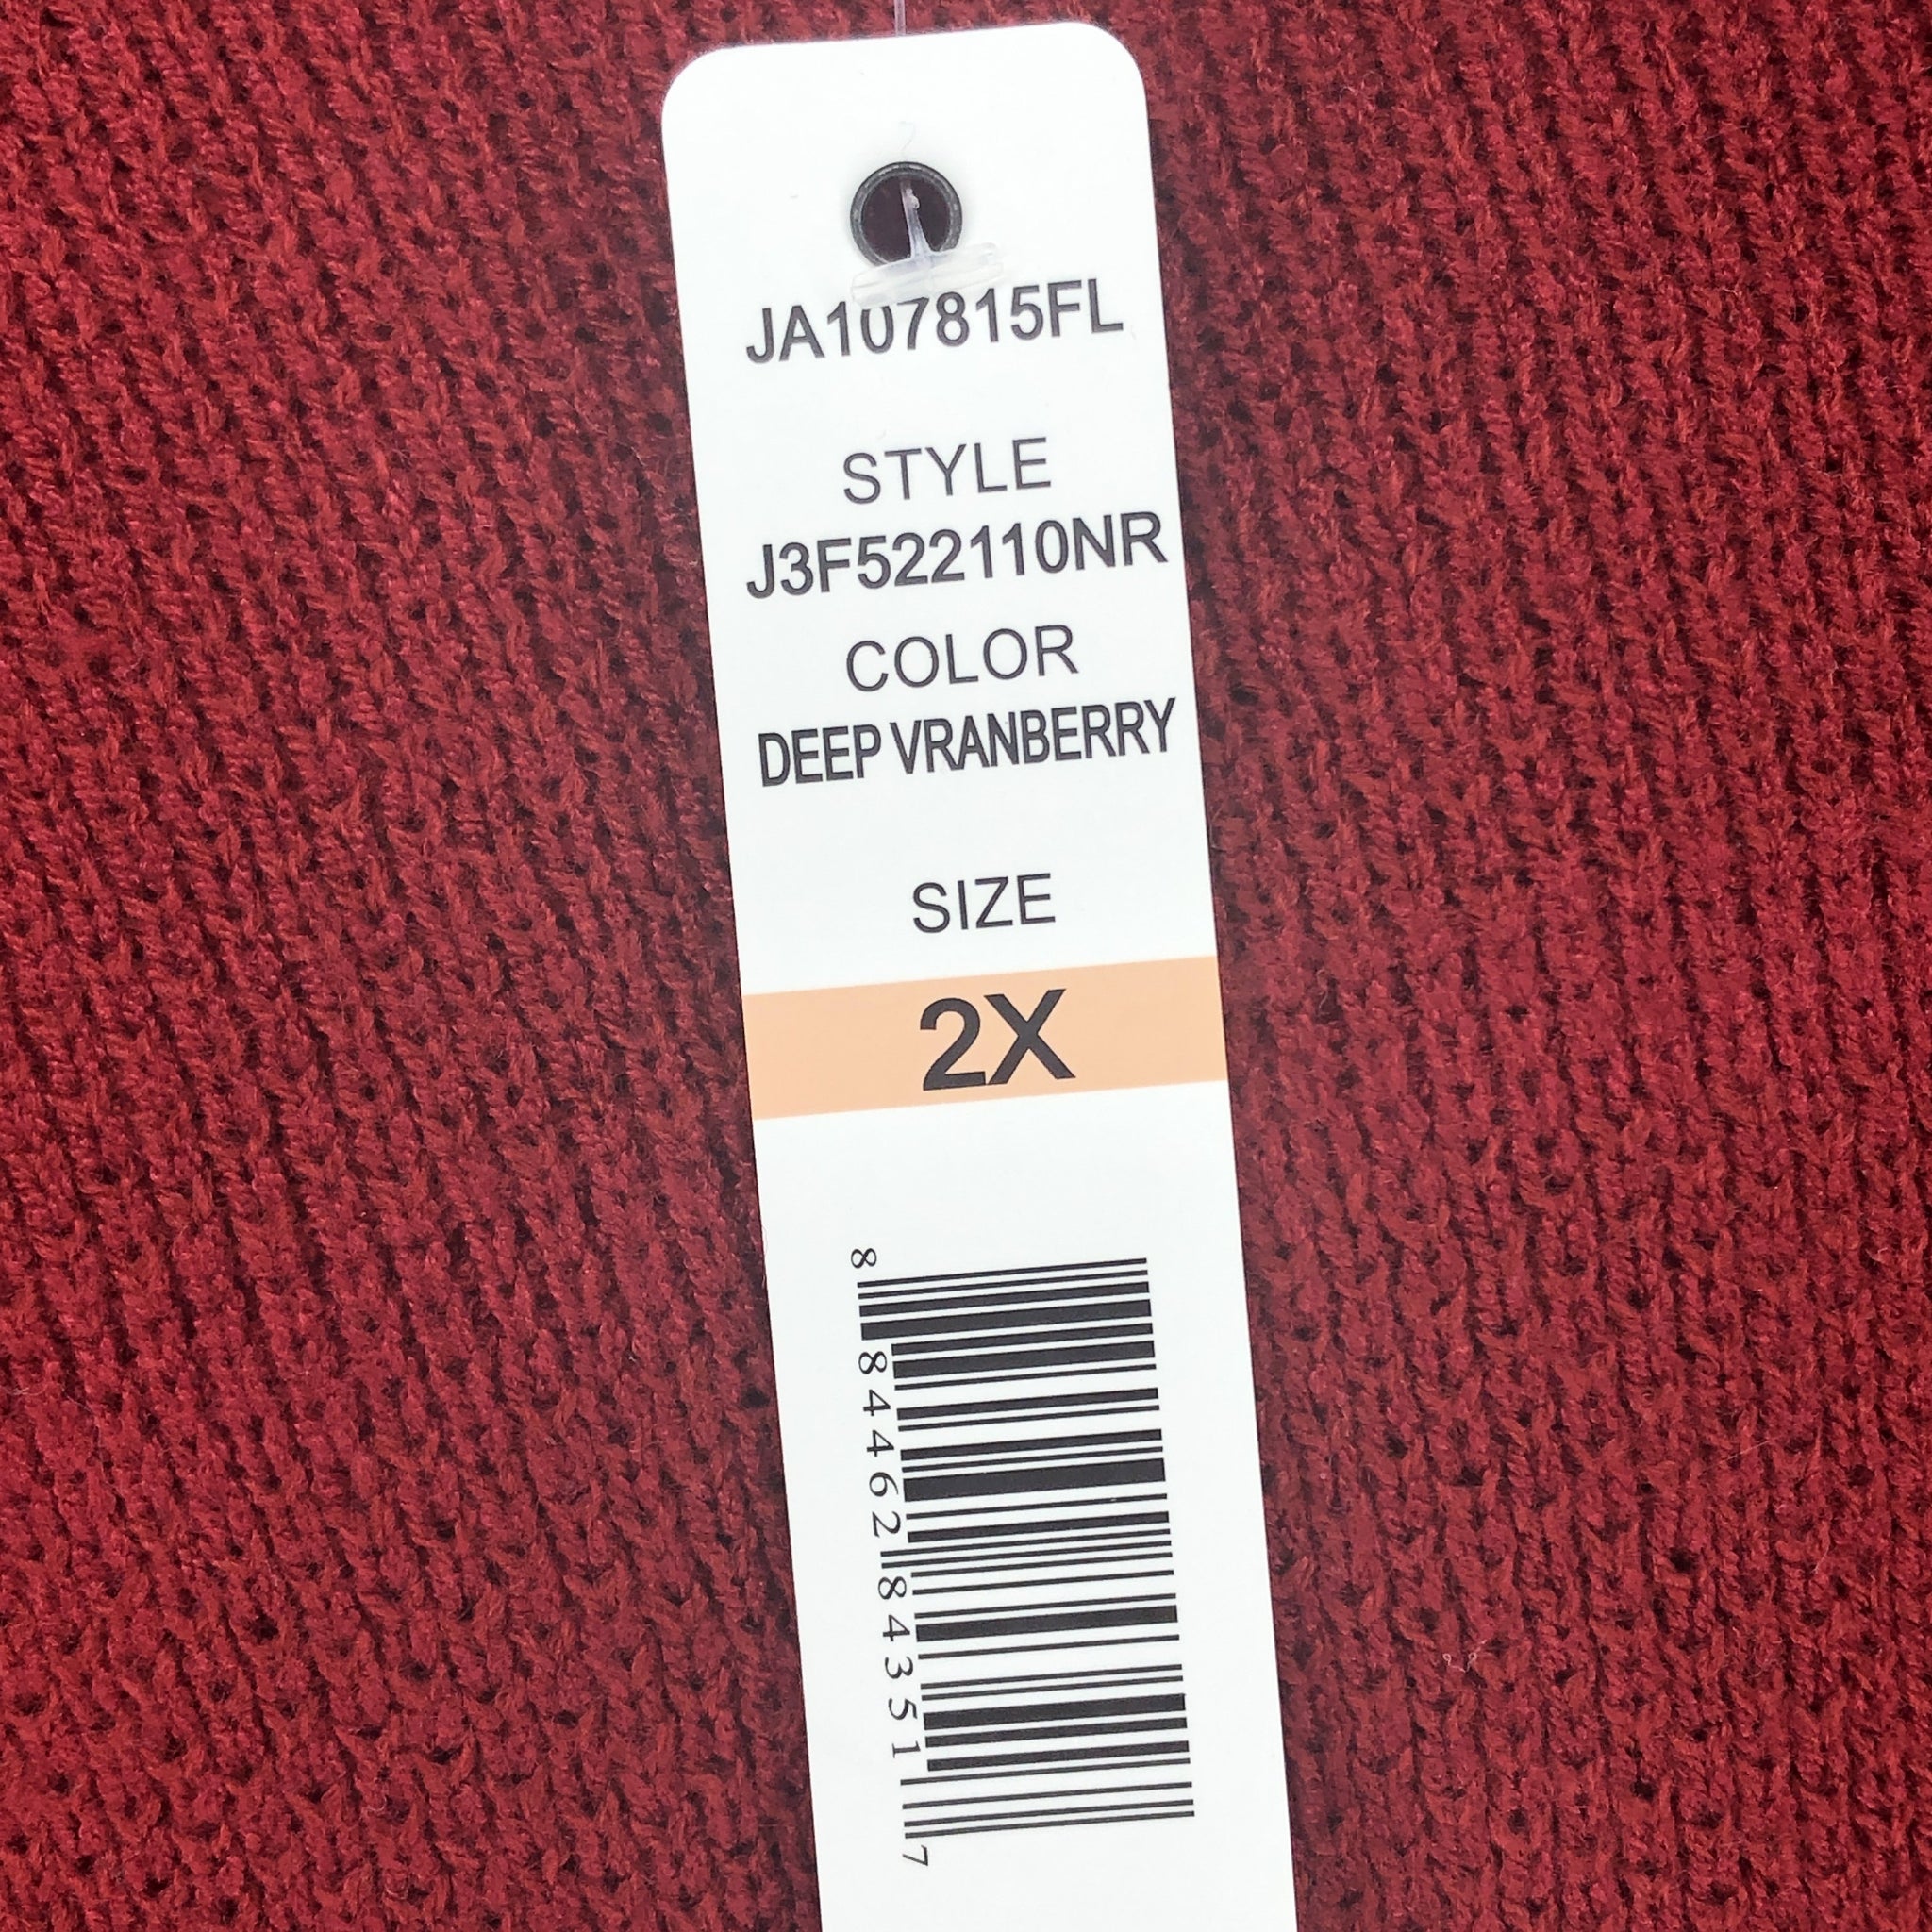 JA107815FL
STYLE
J3F522110NR
COLOR
DEEP VRANBERRY
SIZE
2X
8 84462 84351 7